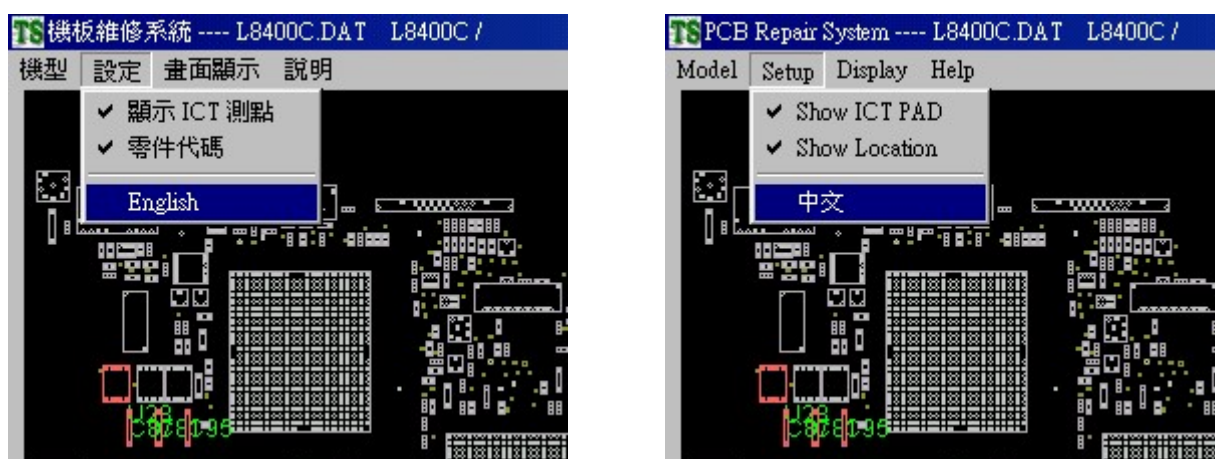 TS 機板維修系統 ---- L8400C.DAT L8400C /
機型 設定 畫面顯示 說明
✔ 顯示 ICT 測點
✔ 零件代碼
English
TS PCB Repair System ---- L8400C.DAT L8400C /
Model Setup Display Help
✔ Show ICT PAD
✔ Show Location
中文